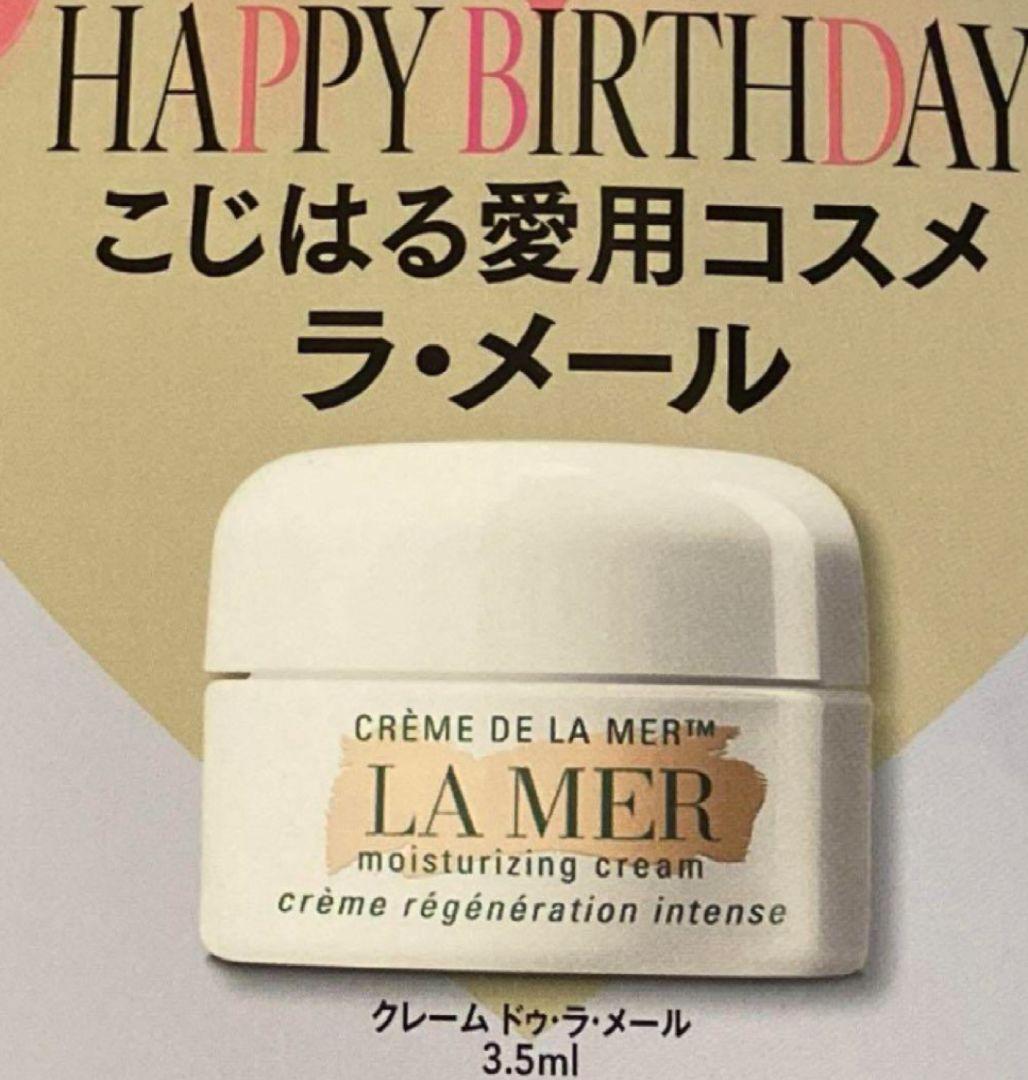 HAPPY BIRTHDAY
こじはる愛用コスメ
ラ・メール
CRÈME DE LA MER™
LA MER
moisturizing cream
crème régénération intense
クレーム ドゥ・ラ・メール
3.5ml